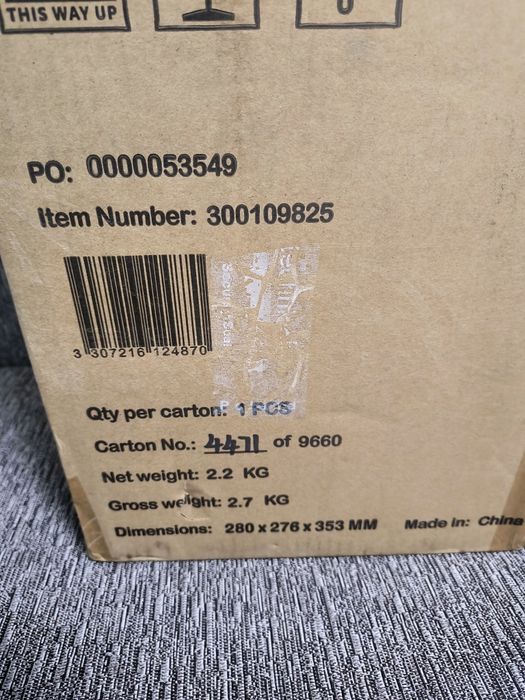 THIS WAY UP
PO: 0000053549
Item Number: 300109825
3 307216 124870
Qty per carton: 1 PCS
Carton No.: 4471 of 9660
Net weight: 2.2 KG
Gross weight: 2.7 KG
Dimensions: 280 x 276 x 353 MM Made in: China